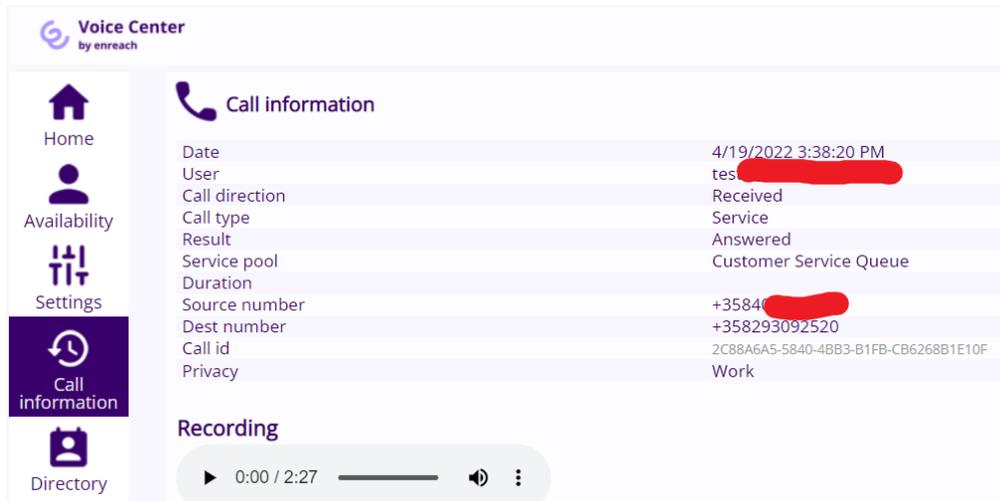 Voice Center
by enreach
Home
Availability
Settings
Call
information
Directory
Call information
Date 4/19/2022 3:38:20 PM
User test
Call direction Received
Call type Service
Result Answered
Service pool Customer Service Queue
Duration
Source number +35840
Dest number +358293092520
Call id 2C88A6A5-5840-4BB3-B1FB-CB6268B1E10F
Privacy Work
Recording
0:00 / 2:27